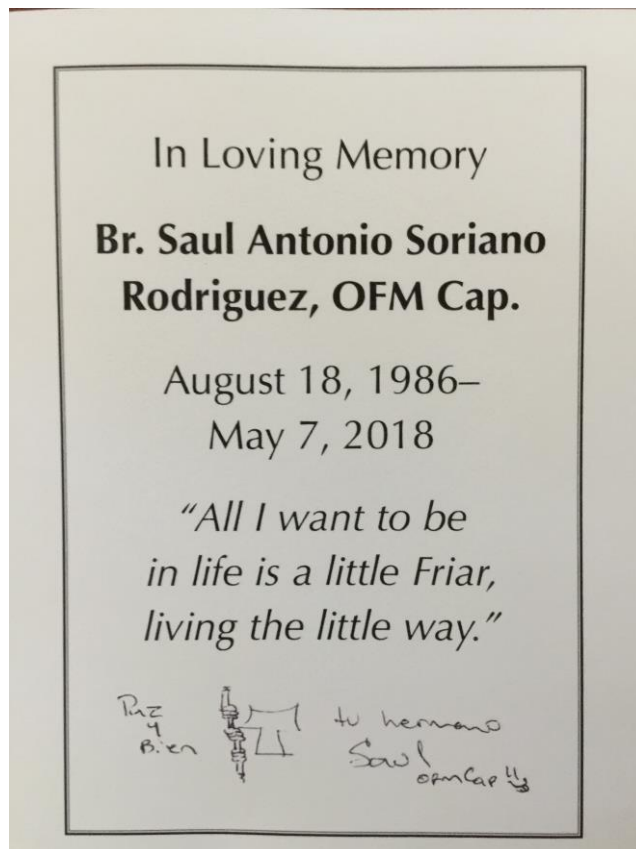 In Loving Memory
Br. Saul Antonio Soriano
Rodriguez, OFM Cap.
August 18, 1986–
May 7, 2018
“All I want to be
in life is a little Friar,
living the little way.”
Paz
y
Bien
tu hermano
Saul
OFMCap